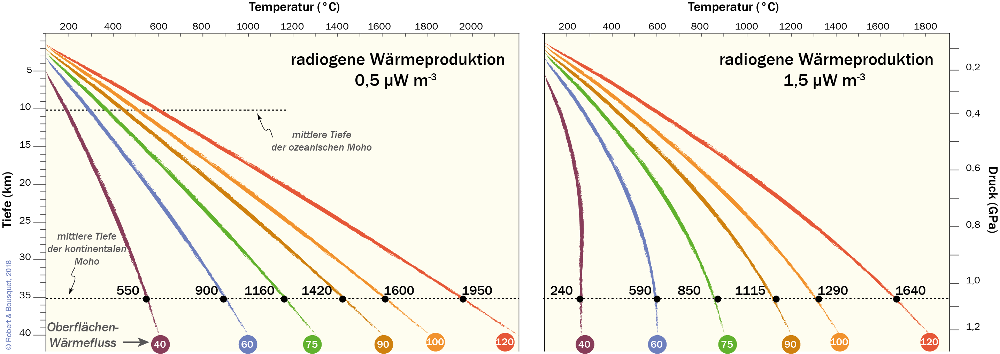 Temperatur (°C)
200 400 600 800 1000 1200 1400 1600 1800 2000
radiogene Wärmeproduktion
0,5 µW m-3
5
10
15
20
25
30
35
40
Tiefe (km)
mittlere Tiefe
der ozeanischen Moho
mittlere Tiefe
der kontinentalen
Moho
550 900 1160 1420 1600 1950
Oberflächen-
Wärmefluss
40 60 75 90 100 120
© Robert & Bousquet, 2018
Temperatur (°C)
200 400 600 800 1000 1200 1400 1600 1800
radiogene Wärmeproduktion
1,5 µW m-3
0,2
0,4
0,6
0,8
1,0
1,2
Druck (GPa)
240 590 850 1115 1290 1640
40 60 75 90 100 120